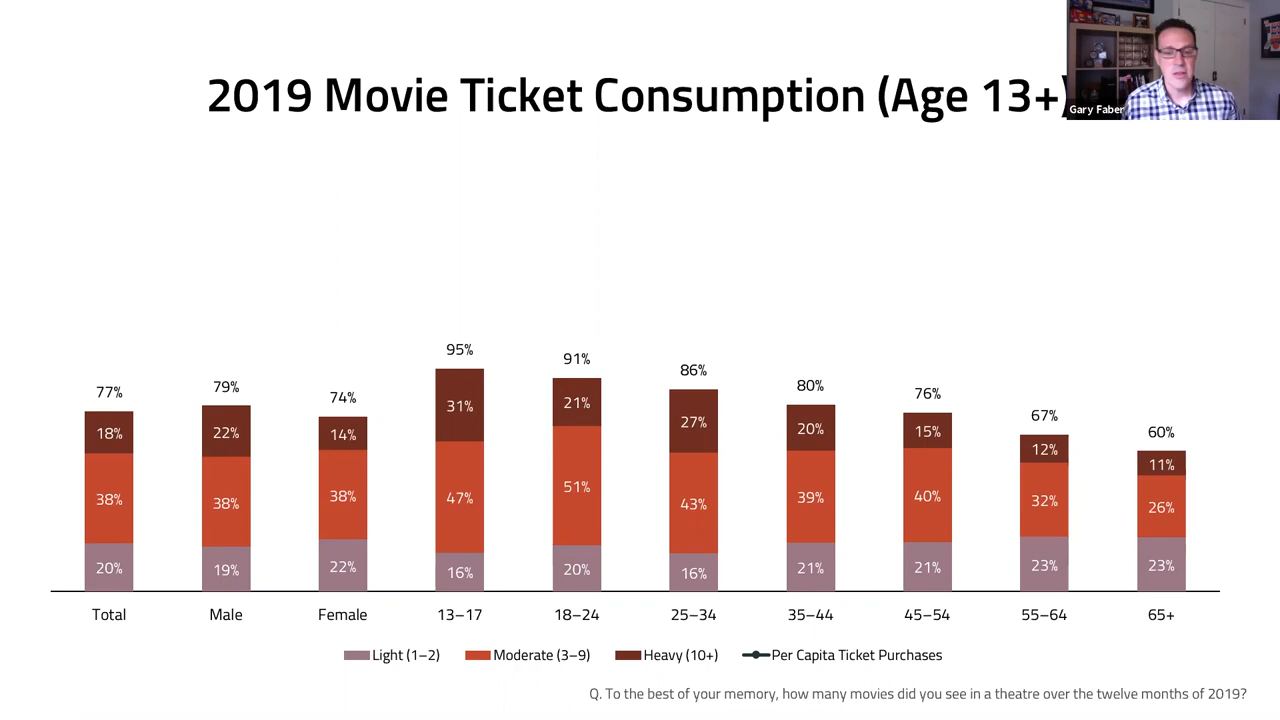 2019 Movie Ticket Consumption (Age 13+)
Gary Faber
77% 79% 74% 95% 91% 86% 80% 76% 67% 60%
18% 22% 14% 31% 21% 27% 20% 15% 12% 11%
38% 38% 38% 47% 51% 43% 39% 40% 32% 26%
20% 19% 22% 16% 20% 16% 21% 21% 23% 23%
Total Male Female 13–17 18–24 25–34 35–44 45–54 55–64 65+
Light (1–2) Moderate (3–9) Heavy (10+) Per Capita Ticket Purchases
Q. To the best of your memory, how many movies did you see in a theatre over the twelve months of 2019?